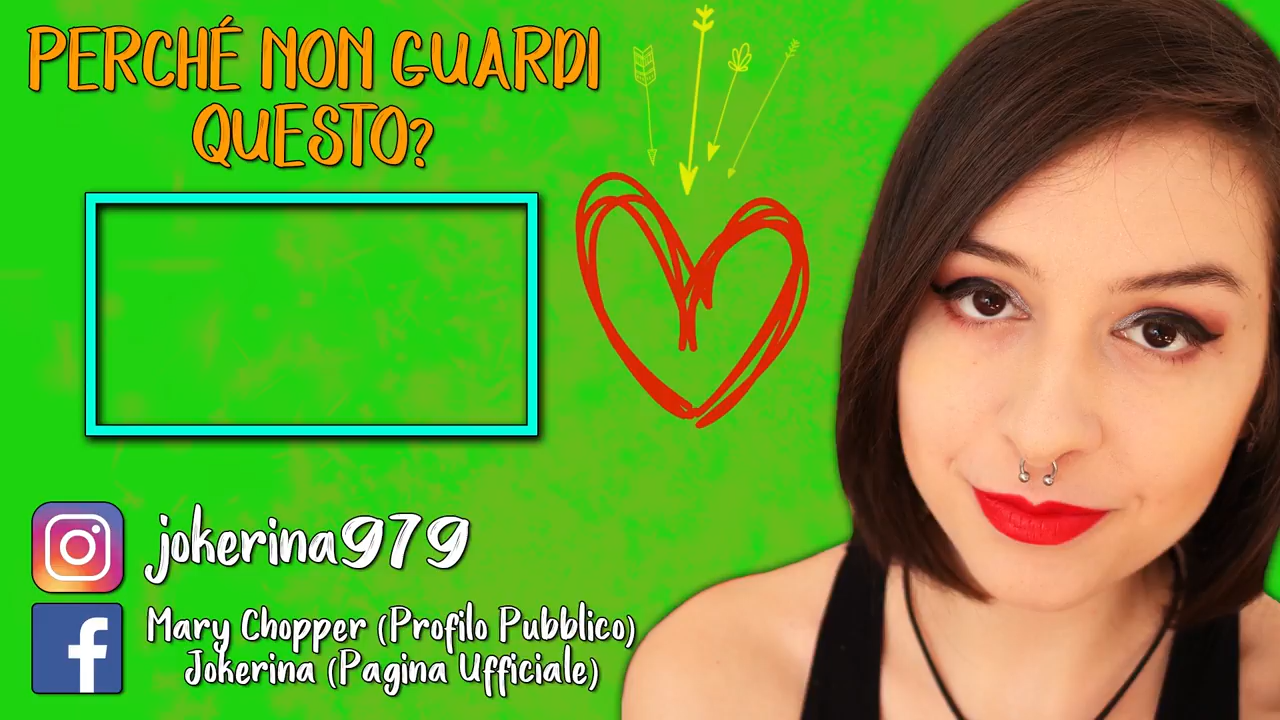 PERCHÉ NON GUARDI
QUESTO?
jokerina979
Mary Chopper (Profilo Pubblico)
Jokerina (Pagina Ufficiale)